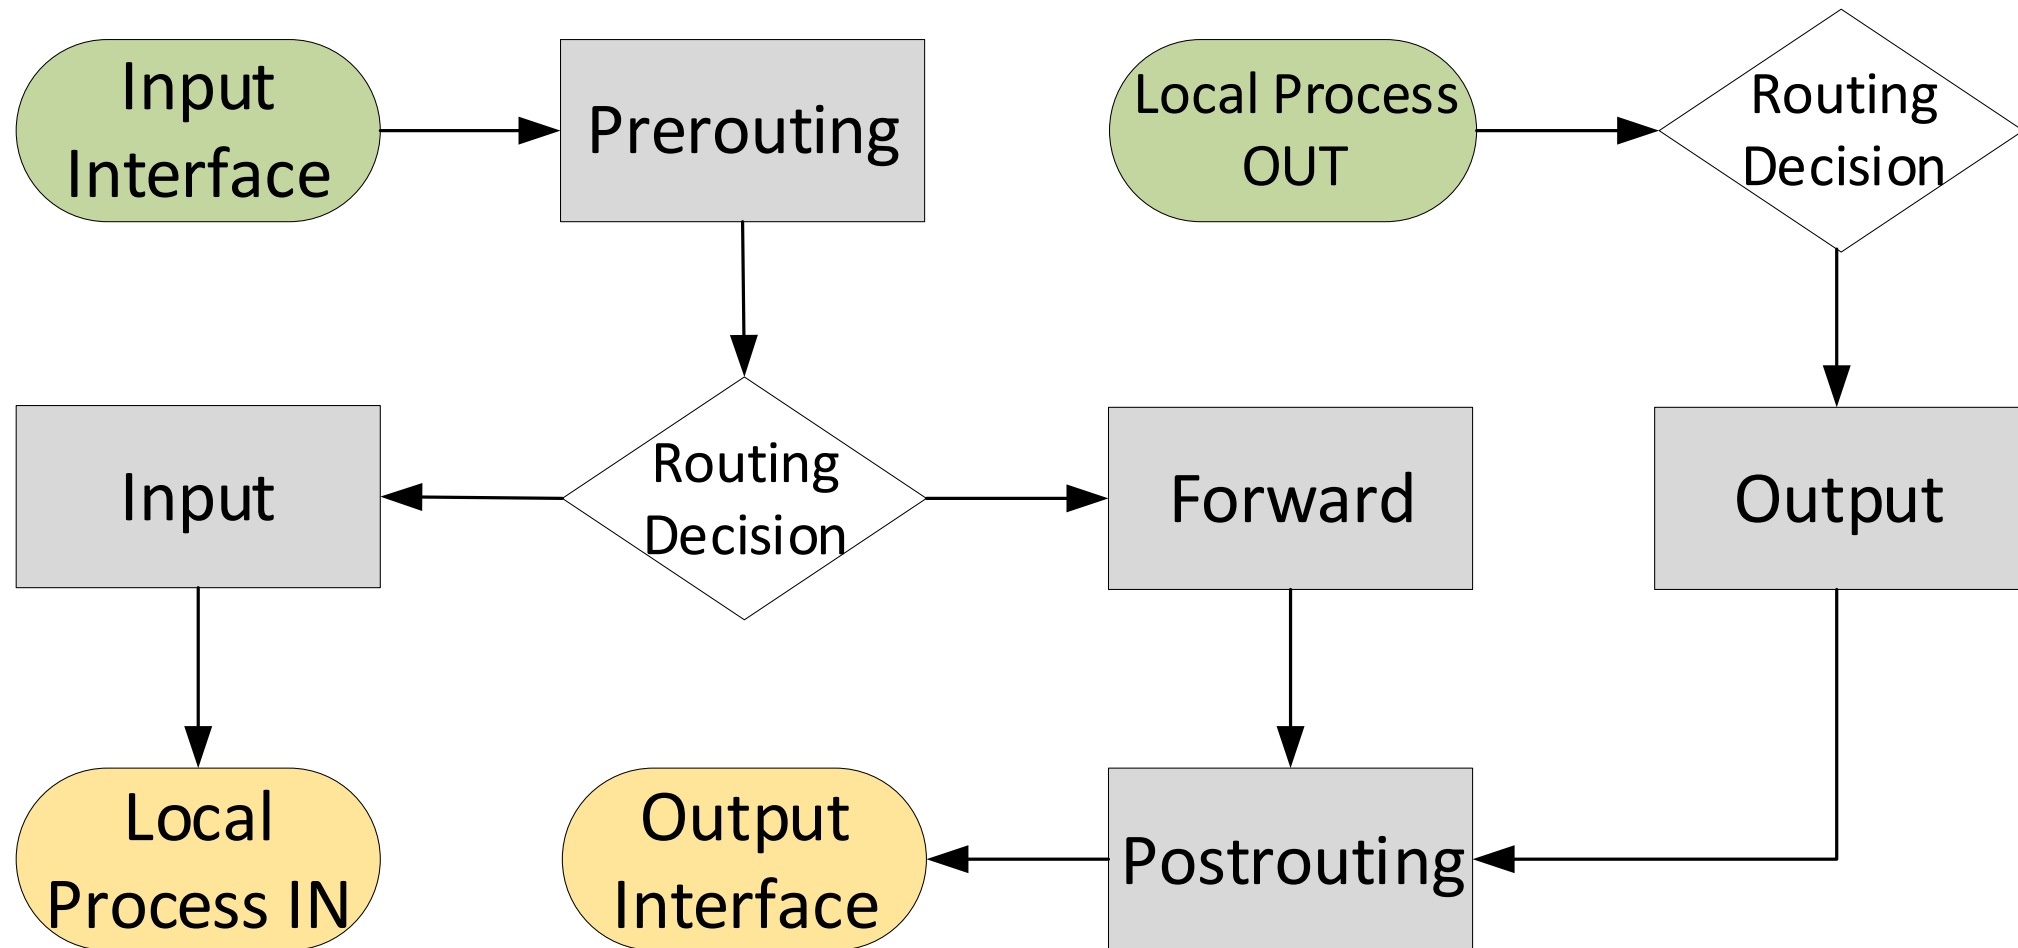 Input
Interface
Prerouting
Local Process
OUT
Routing
Decision
Input
Routing
Decision
Forward
Output
Local
Process IN
Output
Interface
Postrouting